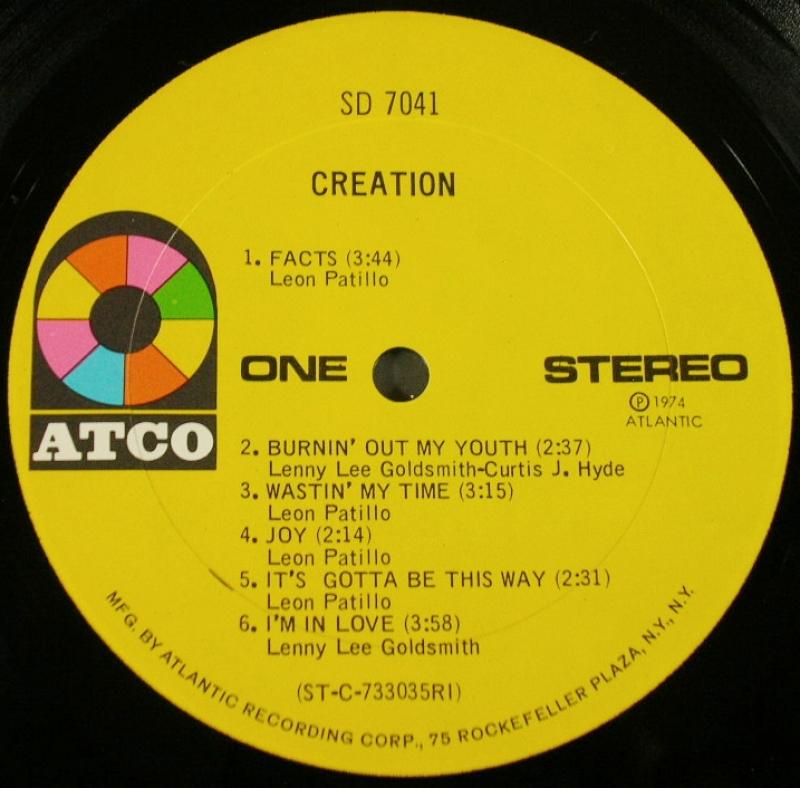 SD 7041
CREATION
1. FACTS (3:44)
Leon Patillo
ONE
STEREO
Ⓟ 1974
ATLANTIC
ATCO
2. BURNIN' OUT MY YOUTH (2:37)
Lenny Lee Goldsmith-Curtis J. Hyde
3. WASTIN' MY TIME (3:15)
Leon Patillo
4. JOY (2:14)
Leon Patillo
5. IT'S GOTTA BE THIS WAY (2:31)
Leon Patillo
6. I'M IN LOVE (3:58)
Lenny Lee Goldsmith
(ST-C-733035RI)
MFG. BY ATLANTIC RECORDING CORP., 75 ROCKEFELLER PLAZA, N.Y., N.Y.